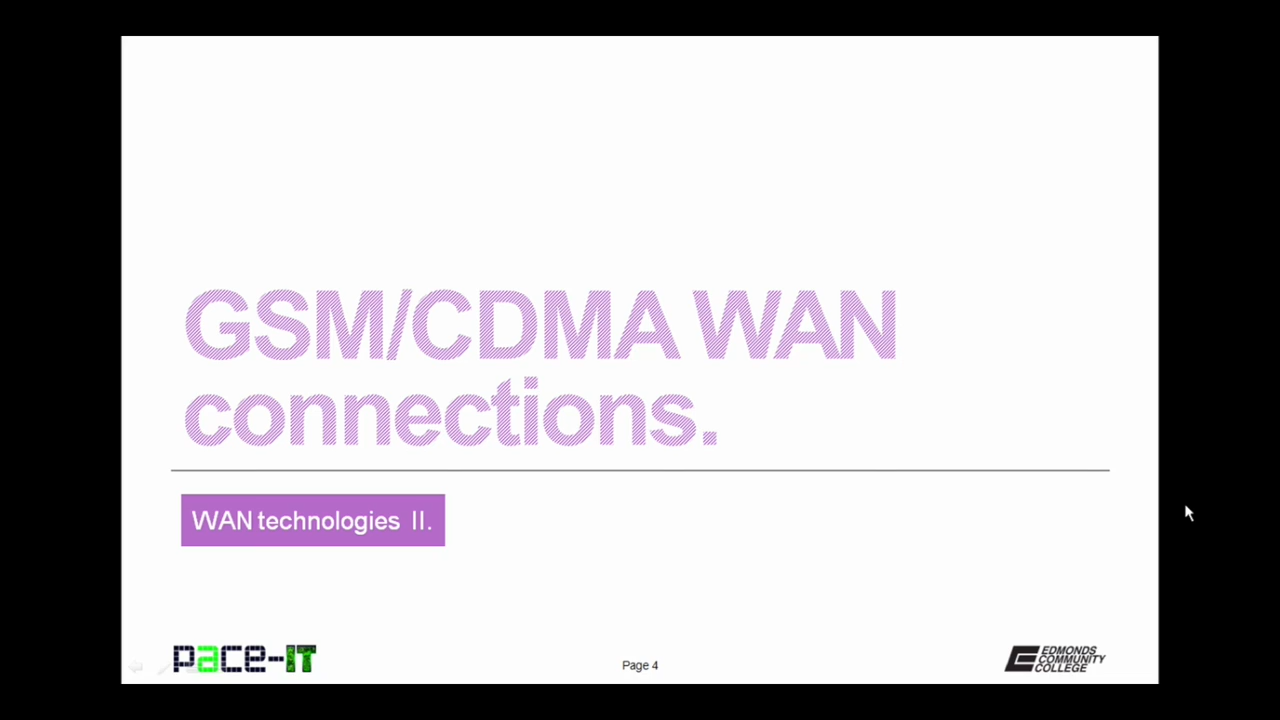 GSM/CDMA WAN
connections.
WAN technologies II.
pace-IT
Page 4
EDMONDS
COMMUNITY
COLLEGE